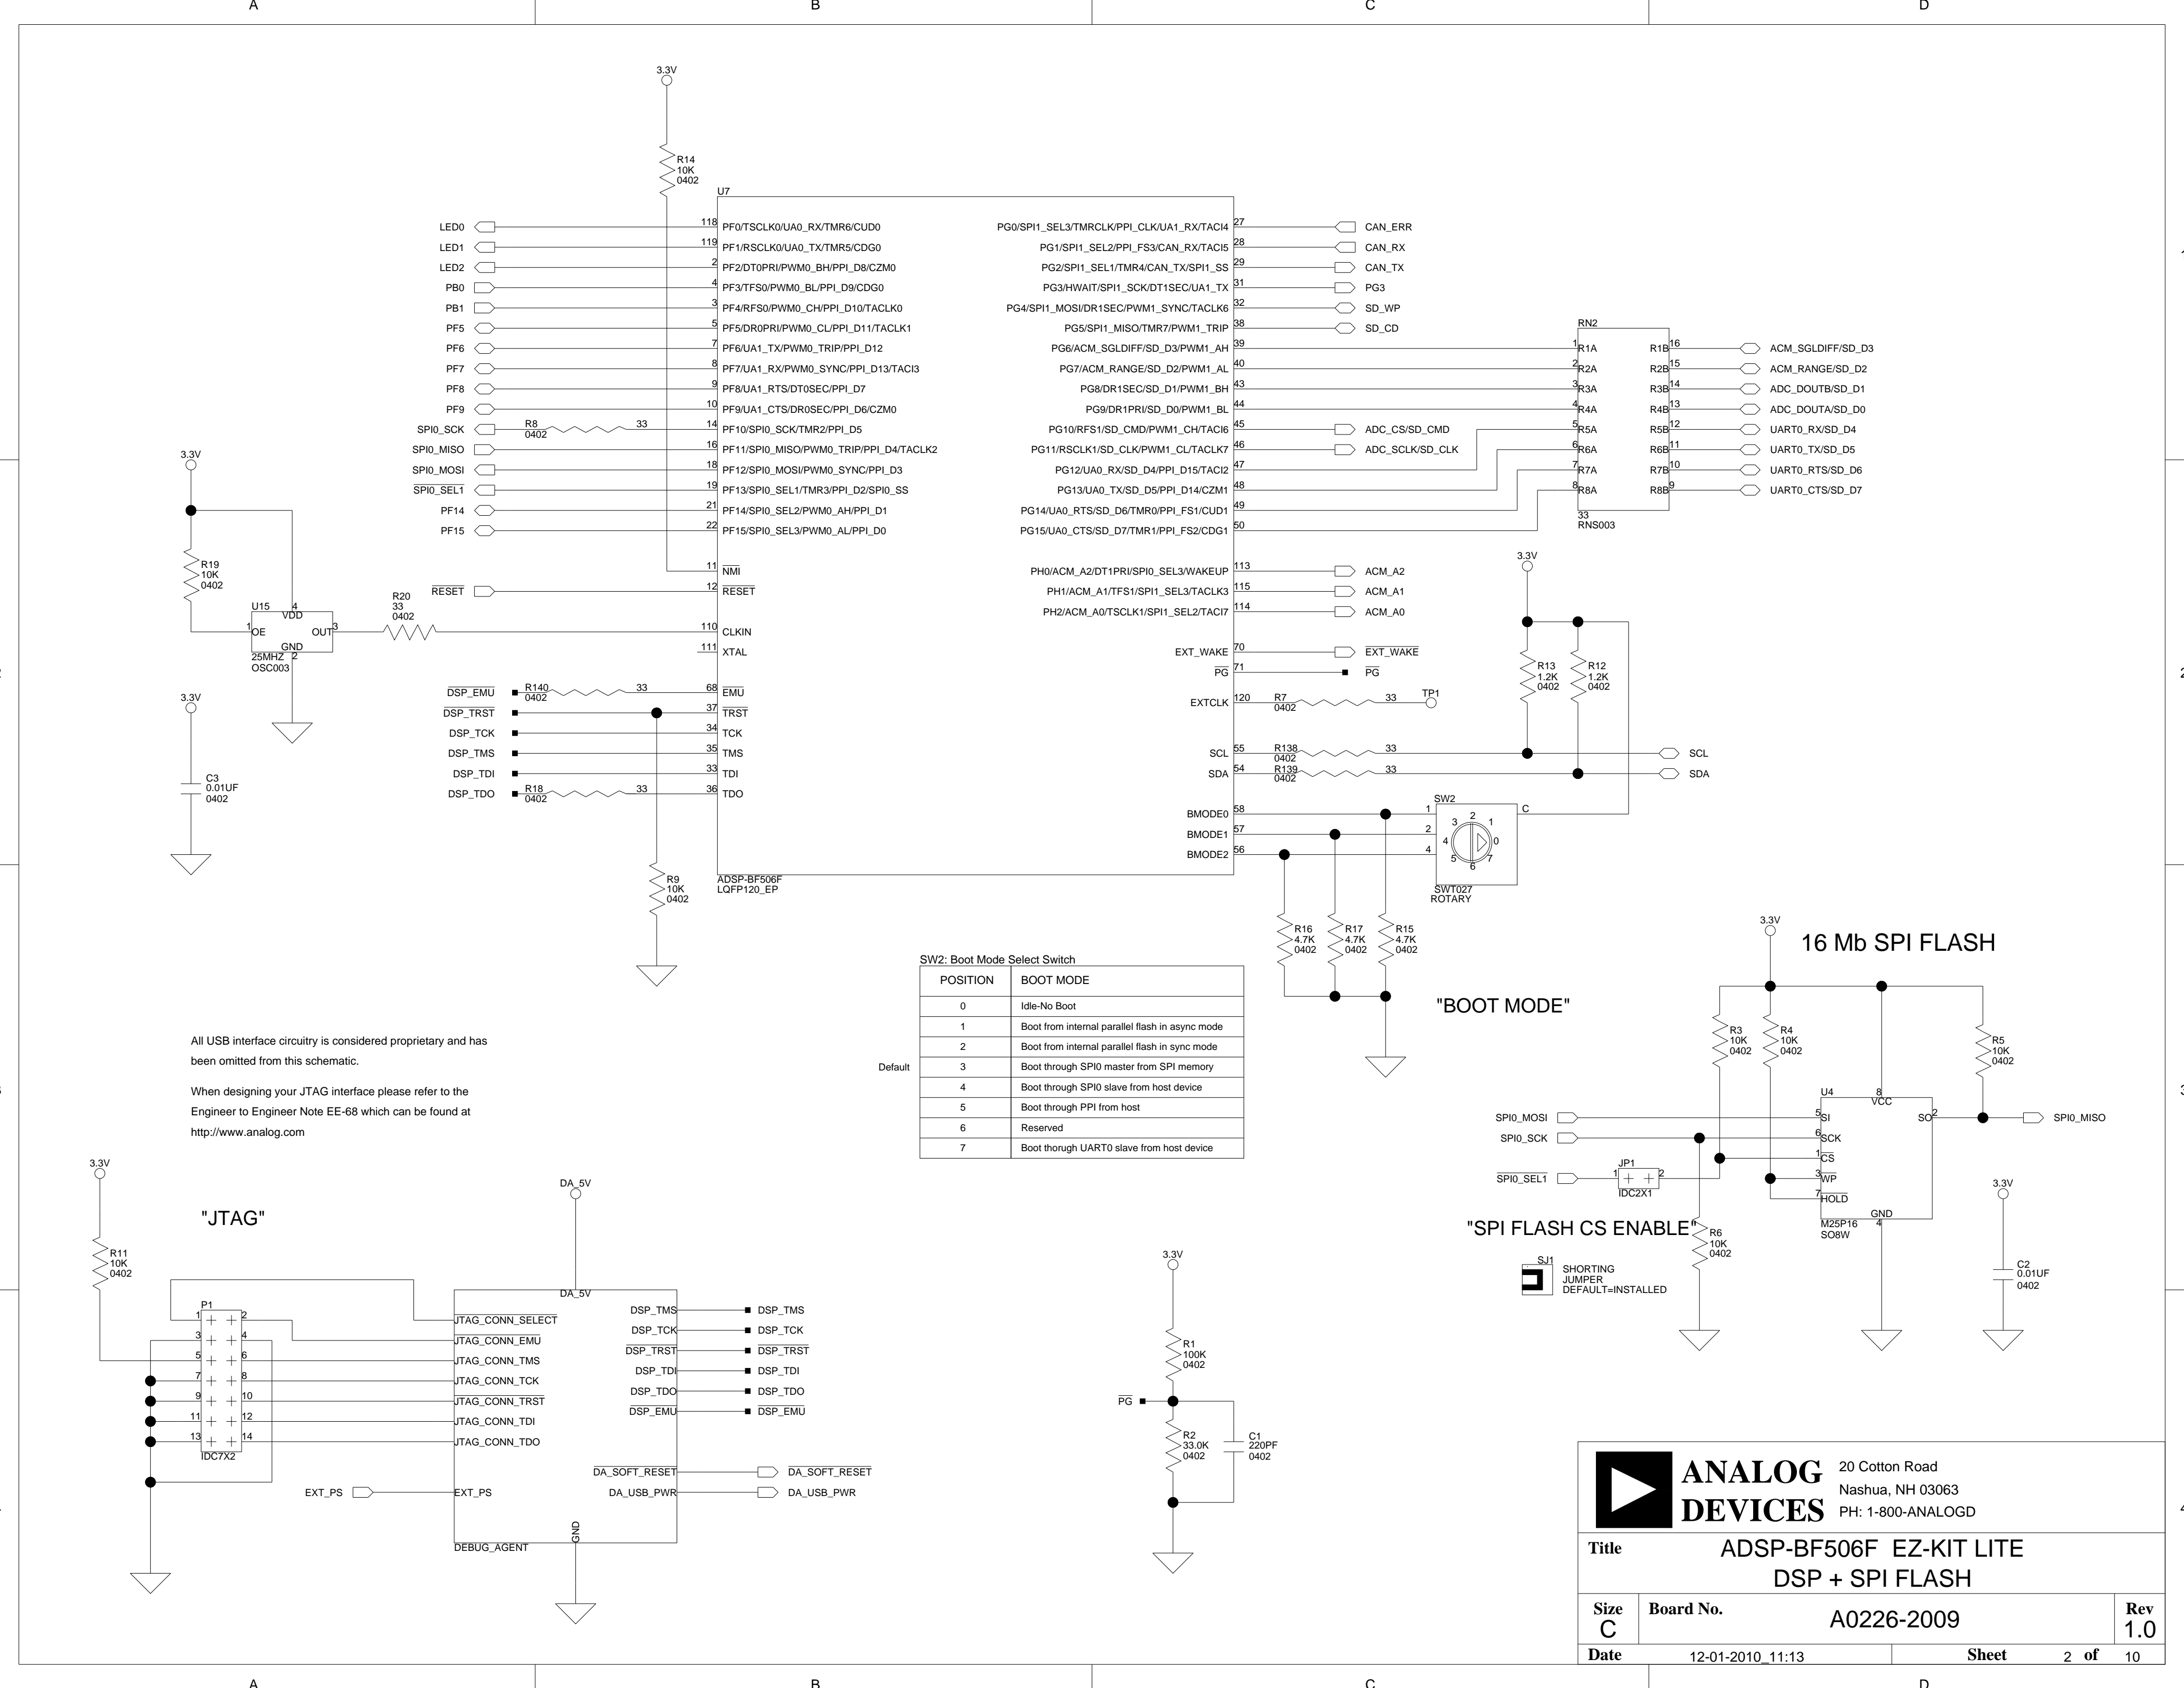 A B C D
3.3V
R14
10K
0402
U7
LED0 118 PF0/TSCLK0/UA0_RX/TMR6/CUD0
LED1 119 PF1/RSCLK0/UA0_TX/TMR5/CDG0
LED2 2 PF2/DT0PRI/PWM0_BH/PPI_D8/CZM0
PB0 4 PF3/TFS0/PWM0_BL/PPI_D9/CDG0
PB1 3 PF4/RFS0/PWM0_CH/PPI_D10/TACLK0
PF5 5 PF5/DR0PRI/PWM0_CL/PPI_D11/TACLK1
PF6 7 PF6/UA1_TX/PWM0_TRIP/PPI_D12
PF7 8 PF7/UA1_RX/PWM0_SYNC/PPI_D13/TACI3
PF8 9 PF8/UA1_RTS/DT0SEC/PPI_D7
PF9 10 PF9/UA1_CTS/DR0SEC/PPI_D6/CZM0
SPI0_SCK R8 0402 33 14 PF10/SPI0_SCK/TMR2/PPI_D5
SPI0_MISO 16 PF11/SPI0_MISO/PWM0_TRIP/PPI_D4/TACLK2
SPI0_MOSI 18 PF12/SPI0_MOSI/PWM0_SYNC/PPI_D3
SPI0_SEL1 19 PF13/SPI0_SEL1/TMR3/PPI_D2/SPI0_SS
PF14 21 PF14/SPI0_SEL2/PWM0_AH/PPI_D1
PF15 22 PF15/SPI0_SEL3/PWM0_AL/PPI_D0
11 NMI
RESET 12 RESET
110 CLKIN
111 XTAL
DSP_EMU R140 0402 33 68 EMU
DSP_TRST 37 TRST
DSP_TCK 34 TCK
DSP_TMS 35 TMS
DSP_TDI 33 TDI
DSP_TDO R18 0402 33 36 TDO
ADSP-BF506F
LQFP120_EP
R9
10K
0402
3.3V
R19
10K
0402
U15
1 OE
4 VDD
OUT 3
GND 2
25MHZ
OSC003
R20
33
0402
3.3V
C3
0.01UF
0402
PG0/SPI1_SEL3/TMRCLK/PPI_CLK/UA1_RX/TACI4 27 CAN_ERR
PG1/SPI1_SEL2/PPI_FS3/CAN_RX/TACI5 28 CAN_RX
PG2/SPI1_SEL1/TMR4/CAN_TX/SPI1_SS 29 CAN_TX
PG3/HWAIT/SPI1_SCK/DT1SEC/UA1_TX 31 PG3
PG4/SPI1_MOSI/DR1SEC/PWM1_SYNC/TACLK6 32 SD_WP
PG5/SPI1_MISO/TMR7/PWM1_TRIP 38 SD_CD
PG6/ACM_SGLDIFF/SD_D3/PWM1_AH 39
PG7/ACM_RANGE/SD_D2/PWM1_AL 40
PG8/DR1SEC/SD_D1/PWM1_BH 43
PG9/DR1PRI/SD_D0/PWM1_BL 44
PG10/RFS1/SD_CMD/PWM1_CH/TACI6 45 ADC_CS/SD_CMD
PG11/RSCLK1/SD_CLK/PWM1_CL/TACLK7 46 ADC_SCLK/SD_CLK
PG12/UA0_RX/SD_D4/PPI_D15/TACI2 47
PG13/UA0_TX/SD_D5/PPI_D14/CZM1 48
PG14/UA0_RTS/SD_D6/TMR0/PPI_FS1/CUD1 49
PG15/UA0_CTS/SD_D7/TMR1/PPI_FS2/CDG1 50
PH0/ACM_A2/DT1PRI/SPI0_SEL3/WAKEUP 113 ACM_A2
PH1/ACM_A1/TFS1/SPI1_SEL3/TACLK3 115 ACM_A1
PH2/ACM_A0/TSCLK1/SPI1_SEL2/TACI7 114 ACM_A0
EXT_WAKE 70 EXT_WAKE
PG 71 PG
EXTCLK 120 R7 0402 33 TP1
SCL 55 R138 0402 33 SCL
SDA 54 R139 0402 33 SDA
BMODE0 58
BMODE1 57
BMODE2 56
RN2
1 R1A R1B 16 ACM_SGLDIFF/SD_D3
2 R2A R2B 15 ACM_RANGE/SD_D2
3 R3A R3B 14 ADC_DOUTB/SD_D1
4 R4A R4B 13 ADC_DOUTA/SD_D0
5 R5A R5B 12 UART0_RX/SD_D4
6 R6A R6B 11 UART0_TX/SD_D5
7 R7A R7B 10 UART0_RTS/SD_D6
8 R8A R8B 9 UART0_CTS/SD_D7
33
RNS003
3.3V
R13
1.2K
0402
R12
1.2K
0402
SW2
1 2 4 C
0 1 2 3 4 5 6 7
SWT027
ROTARY
R16
4.7K
0402
R17
4.7K
0402
R15
4.7K
0402
"BOOT MODE"
SW2: Boot Mode Select Switch
POSITION BOOT MODE
0 Idle-No Boot
1 Boot from internal parallel flash in async mode
2 Boot from internal parallel flash in sync mode
Default 3 Boot through SPI0 master from SPI memory
4 Boot through SPI0 slave from host device
5 Boot through PPI from host
6 Reserved
7 Boot thorugh UART0 slave from host device
All USB interface circuitry is considered proprietary and has
been omitted from this schematic.
When designing your JTAG interface please refer to the
Engineer to Engineer Note EE-68 which can be found at
http://www.analog.com
16 Mb SPI FLASH
3.3V
R3
10K
0402
R4
10K
0402
R5
10K
0402
U4
8 VCC
SPI0_MOSI 5 SI SO 2 SPI0_MISO
SPI0_SCK 6 SCK
1 CS
SPI0_SEL1 1 JP1 2 3 WP
IDC2X1
7 HOLD
GND 4
M25P16
SO8W
"SPI FLASH CS ENABLE"
R6
10K
0402
SJ1
SHORTING
JUMPER
DEFAULT=INSTALLED
3.3V
C2
0.01UF
0402
3.3V
"JTAG"
R11
10K
0402
P1
1 2
3 4
5 6
7 8
9 10
11 12
13 14
IDC7X2
DA_5V
DA_5V
JTAG_CONN_SELECT
JTAG_CONN_EMU
JTAG_CONN_TMS
JTAG_CONN_TCK
JTAG_CONN_TRST
JTAG_CONN_TDI
JTAG_CONN_TDO
EXT_PS EXT_PS
DSP_TMS DSP_TMS
DSP_TCK DSP_TCK
DSP_TRST DSP_TRST
DSP_TDI DSP_TDI
DSP_TDO DSP_TDO
DSP_EMU DSP_EMU
DA_SOFT_RESET DA_SOFT_RESET
DA_USB_PWR DA_USB_PWR
GND
DEBUG_AGENT
3.3V
R1
100K
0402
PG
R2
33.0K
0402
C1
220PF
0402
ANALOG
DEVICES
20 Cotton Road
Nashua, NH 03063
PH: 1-800-ANALOGD
Title ADSP-BF506F EZ-KIT LITE
DSP + SPI FLASH
Size C
Board No. A0226-2009
Rev 1.0
Date 12-01-2010_11:13 Sheet 2 of 10
A B C D